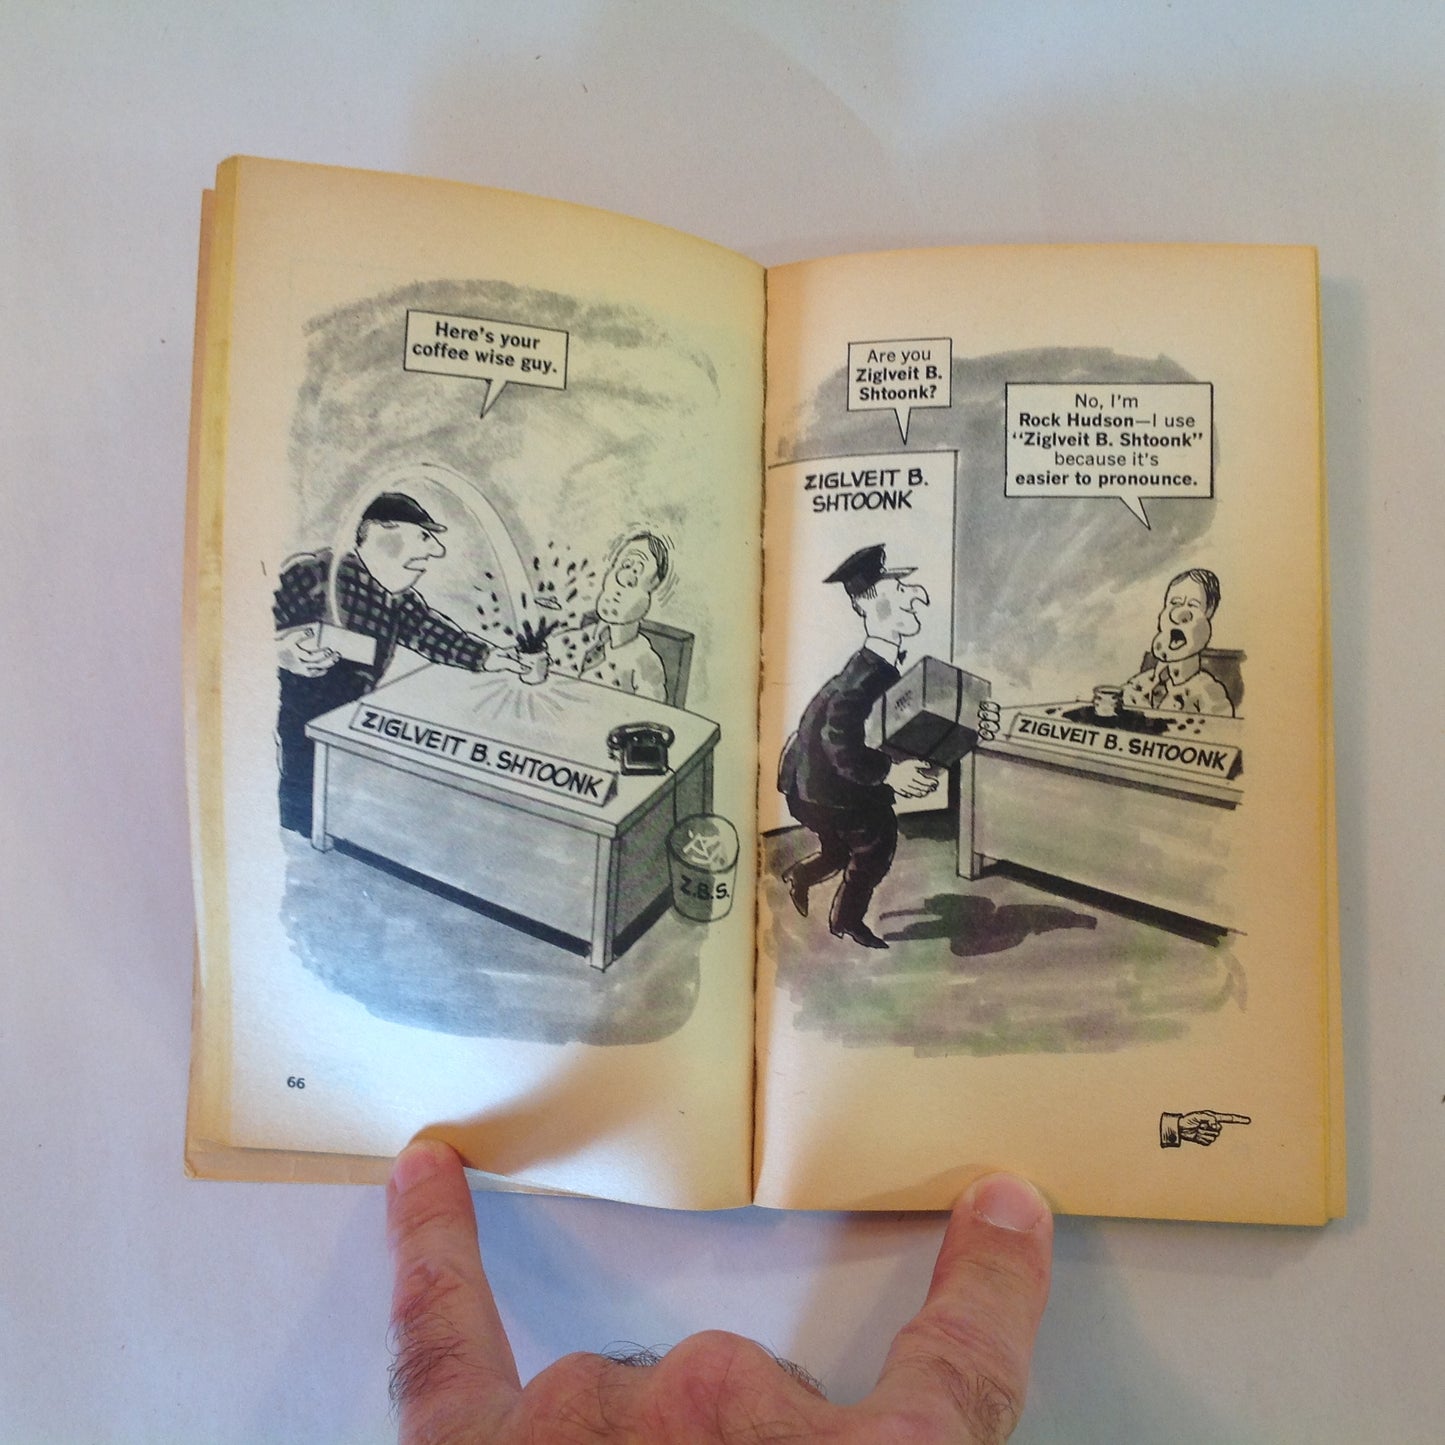 Here's your
coffee wise guy.
ZIGLVEIT B. SHTOONK
Z.B.S.
66
Are you
Ziglveit B.
Shtoonk?
No, I'm
Rock Hudson—I use
“Ziglveit B. Shtoonk”
because it's
easier to pronounce.
ZIGLVEIT B.
SHTOONK
ZIGLVEIT B. SHTOONK